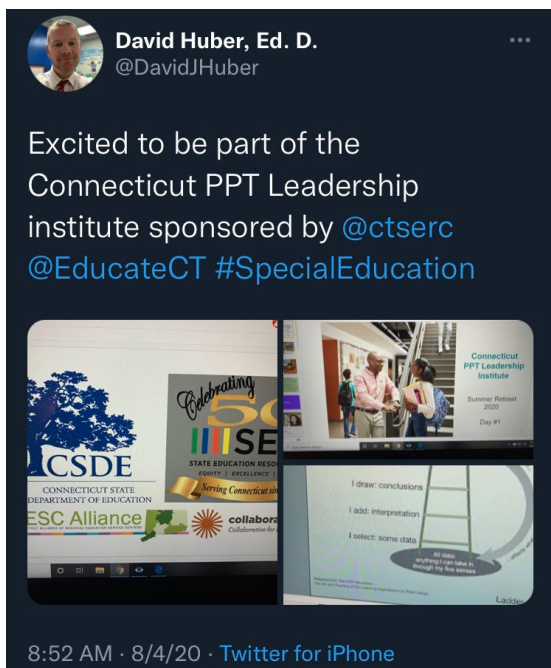 David Huber, Ed. D.
@DavidJHuber
Excited to be part of the
Connecticut PPT Leadership
institute sponsored by @ctserc
@EducateCT #SpecialEducation
CSDE
CONNECTICUT STATE
DEPARTMENT OF EDUCATION
ESC Alliance
Celebrating
50
SE
STATE EDUCATION RESO
EQUITY | EXCELLENCE |
Serving Connecticut sin
collabora
Collaborative for
Connecticut
PPT Leadership
Institute
Summer Retreat
2020
Day #1
I draw: conclusions
I add: interpretation
I select: some data
All data:
anything I can take in
through my five senses
Ladde
8:52 AM · 8/4/20 · Twitter for iPhone